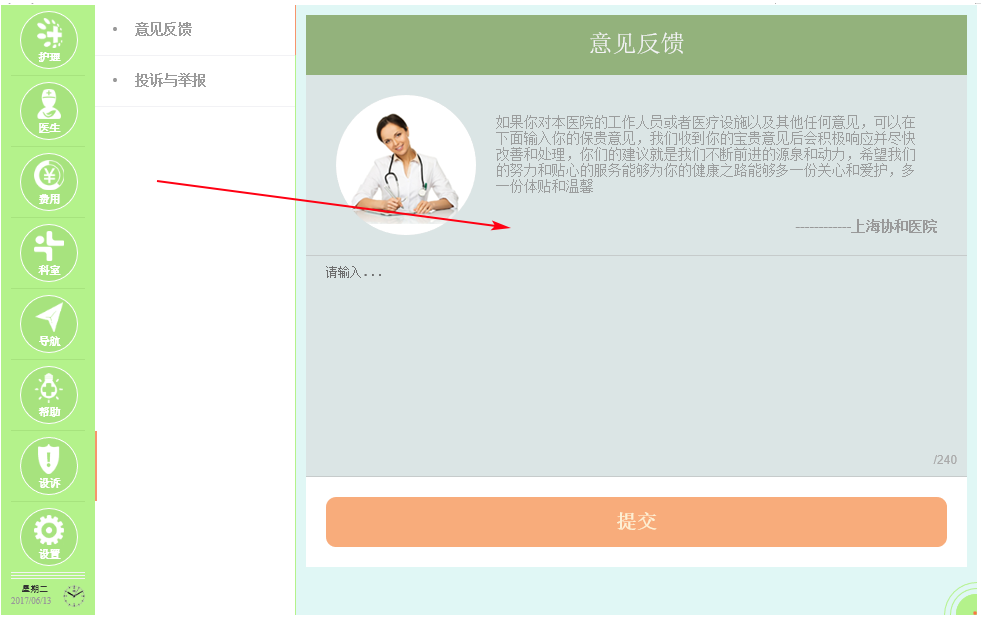 护理
医生
费用
科室
导航
帮助
设诉
设置
星期二
2017/06/13
• 意见反馈
• 投诉与举报
意见反馈
如果你对本医院的工作人员或者医疗设施以及其他任何意见，可以在
下面输入你的保贵意见，我们收到你的宝贵意见后会积极响应并尽快
改善和处理，你们的建议就是我们不断前进的源泉和动力，希望我们
的努力和贴心的服务能够为你的健康之路能够多一份关心和爱护，多
一份体贴和温馨
------------上海协和医院
请输入...
/240
提交